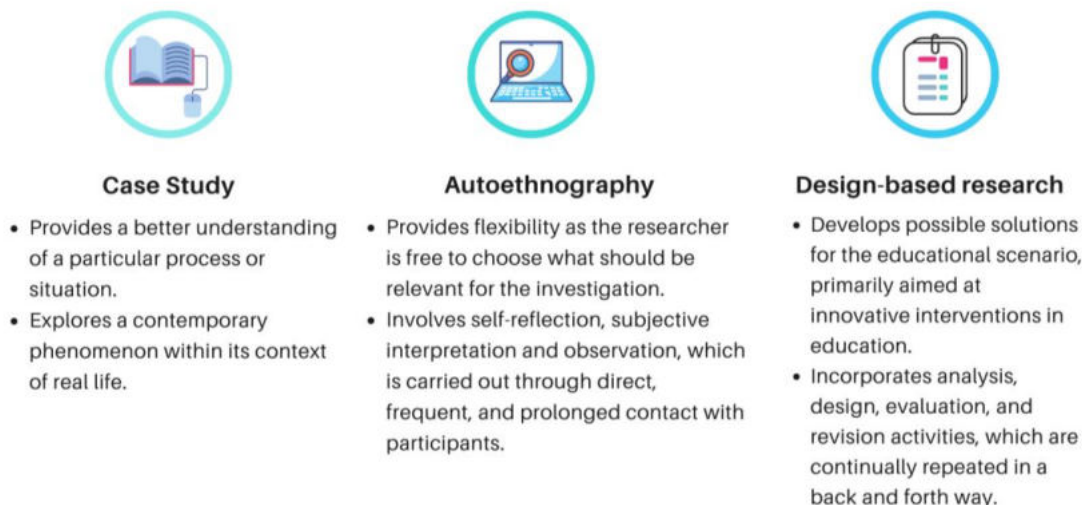 Case Study
• Provides a better understanding
of a particular process or
situation.
• Explores a contemporary
phenomenon within its context
of real life.
Autoethnography
• Provides flexibility as the researcher
is free to choose what should be
relevant for the investigation.
• Involves self-reflection, subjective
interpretation and observation, which
is carried out through direct,
frequent, and prolonged contact with
participants.
Design-based research
• Develops possible solutions
for the educational scenario,
primarily aimed at
innovative interventions in
education.
• Incorporates analysis,
design, evaluation, and
revision activities, which are
continually repeated in a
back and forth way.